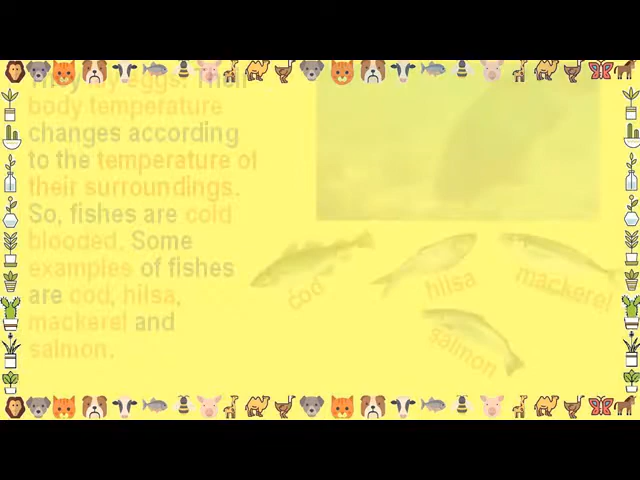 They lay eggs. Their
body temperature
changes according
to the temperature of
their surroundings.
So, fishes are cold
blooded. Some
examples of fishes
are cod, hilsa,
mackerel and
salmon.
cod
hilsa
mackerel
salmon